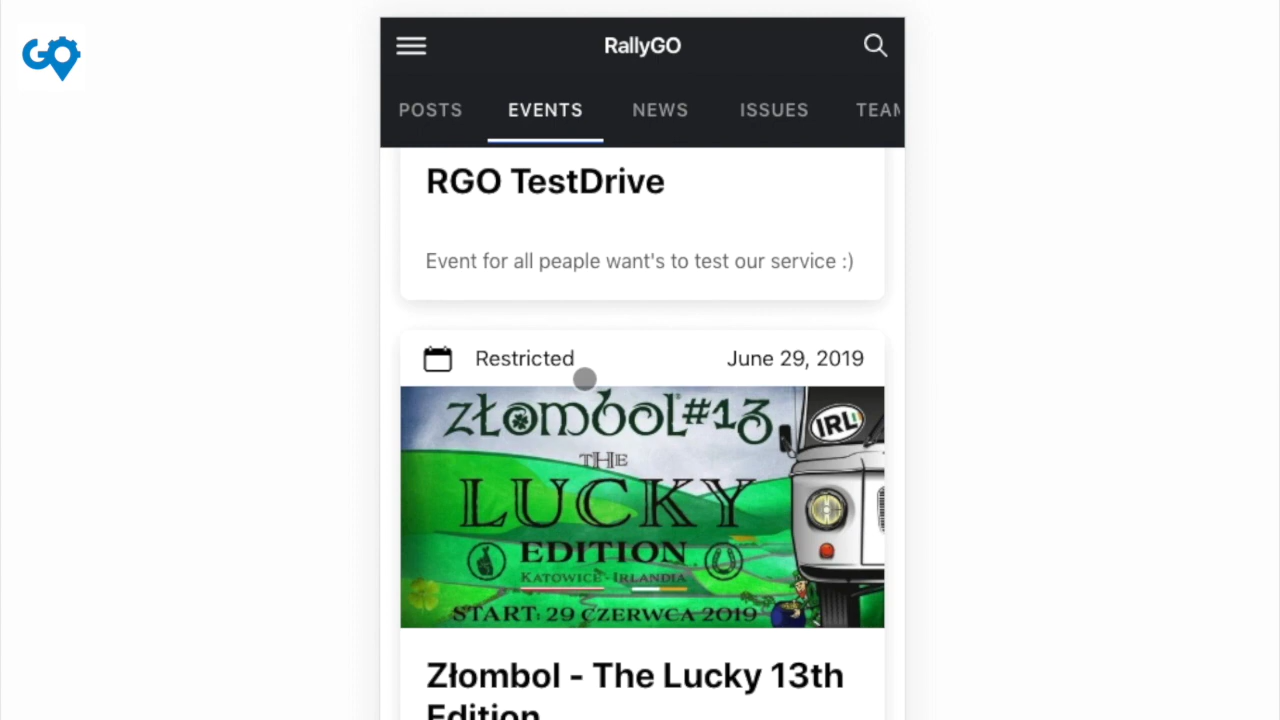 GO
RallyGO
POSTS EVENTS NEWS ISSUES TEAM
RGO TestDrive
Event for all peaple want's to test our service :)
Restricted June 29, 2019
złombol #13
THE
IRL
LUCKY
EDITION
KATOWICE - IRLANDIA
START: 29 CZERWCA 2019
Złombol - The Lucky 13th
Edition